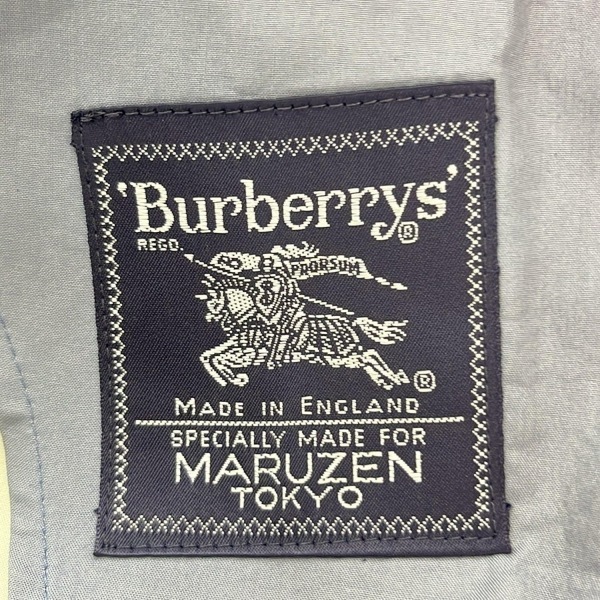 'Burberrys'®
REGD.
PRORSUM
®
MADE IN ENGLAND
SPECIALLY MADE FOR
MARUZEN
TOKYO